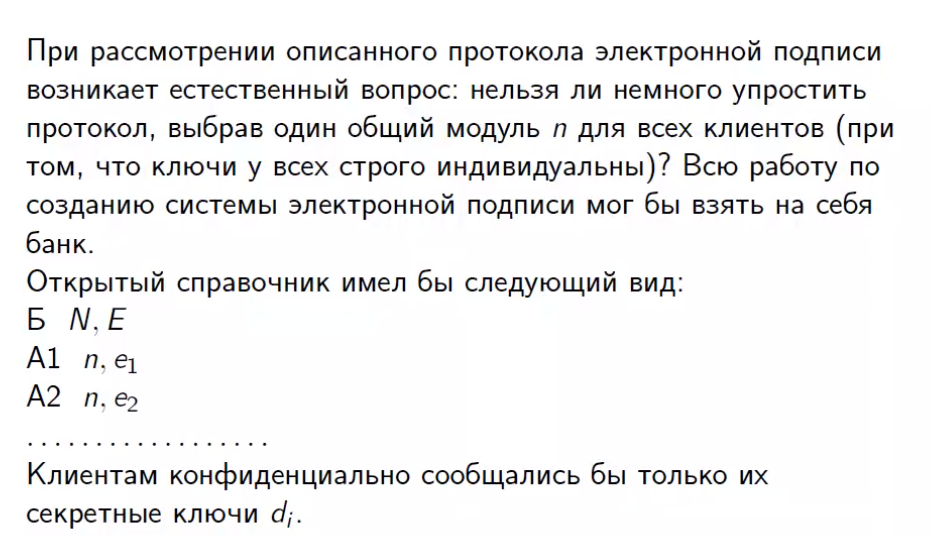 При рассмотрении описанного протокола электронной подписи
возникает естественный вопрос: нельзя ли немного упростить
протокол, выбрав один общий модуль n для всех клиентов (при
том, что ключи у всех строго индивидуальны)? Всю работу по
созданию системы электронной подписи мог бы взять на себя
банк.
Открытый справочник имел бы следующий вид:
Б N, E
А1 n, e₁
А2 n, e₂
. . . . . . . . . . . . . . . . . .
Клиентам конфиденциально сообщались бы только их
секретные ключи dᵢ.